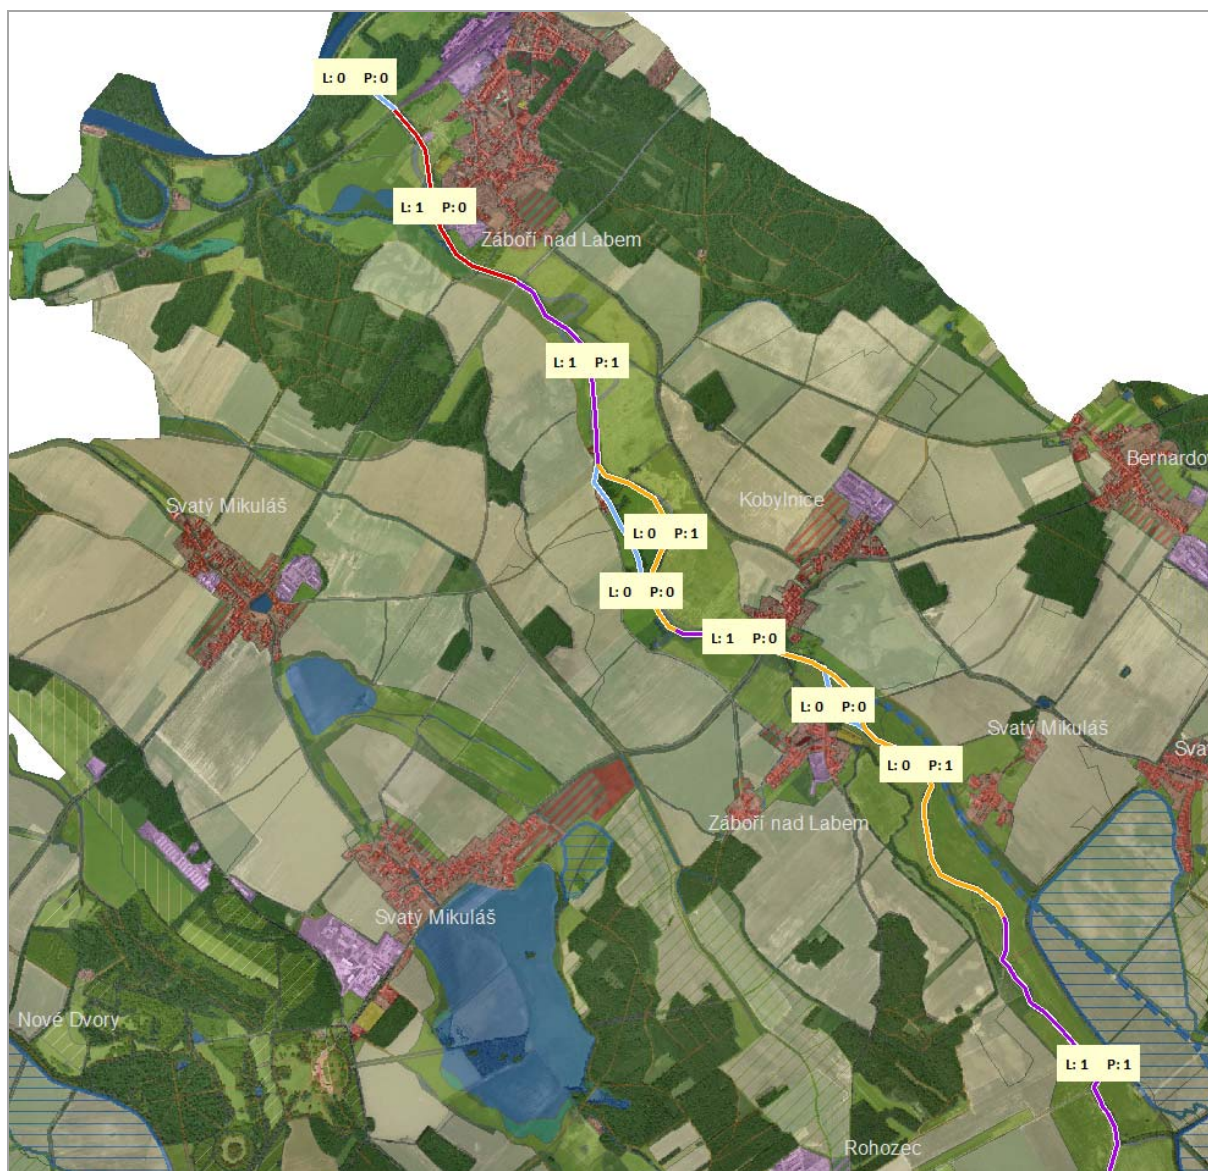 L: 0 P: 0
L: 1 P: 0
Záboří nad Labem
L: 1 P: 1
Bernardov
Svatý Mikuláš
Kobylnice
L: 0 P: 1
L: 0 P: 0
L: 1 P: 0
L: 0 P: 0
Svatý Mikuláš
Svat
L: 0 P: 1
Záboří nad Labem
Svatý Mikuláš
Nové Dvory
L: 1 P: 1
Rohozec